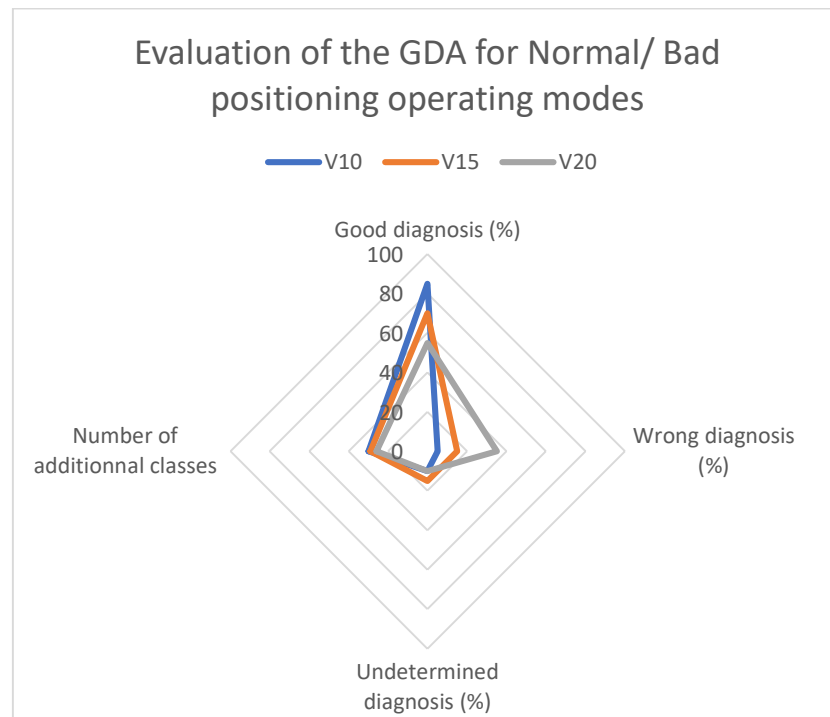 Evaluation of the GDA for Normal/ Bad
positioning operating modes
V10 V15 V20
Good diagnosis (%)
100
80
60
40
20
0
Number of
additionnal classes
Wrong diagnosis
(%)
Undetermined
diagnosis (%)